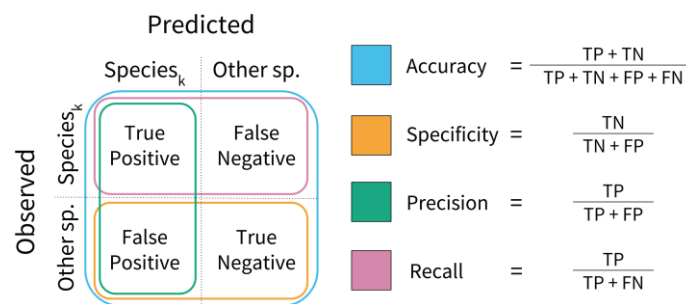 Predicted
Species_k
Other sp.
Observed
Species_k
Other sp.
True
Positive
False
Negative
False
Positive
True
Negative
Accuracy = TP + TN / TP + TN + FP + FN
Specificity = TN / TN + FP
Precision = TP / TP + FP
Recall = TP / TP + FN